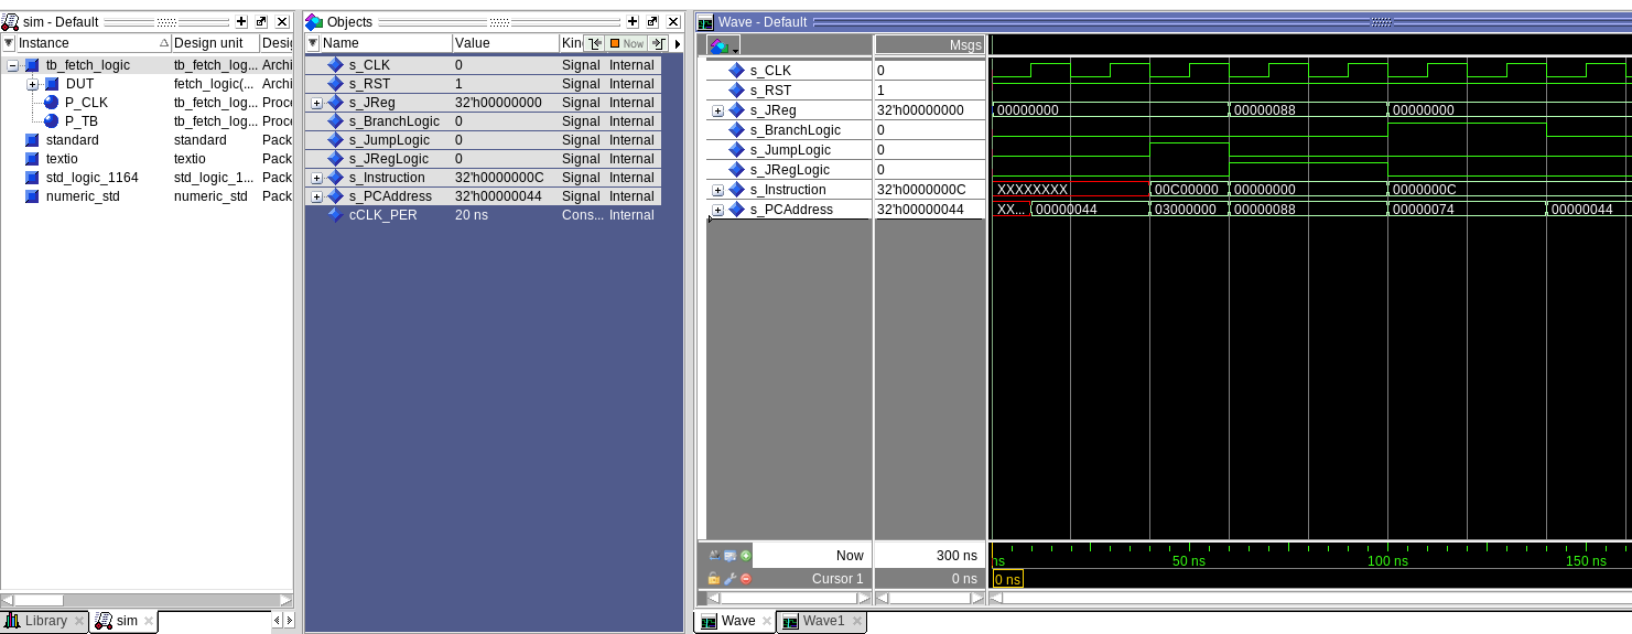 sim - Default
Instance Design unit Desi
tb_fetch_logic tb_fetch_log... Archi
DUT fetch_logic(... Archi
P_CLK tb_fetch_log... Proc
P_TB tb_fetch_log... Proc
standard standard Pack
textio textio Pack
std_logic_1164 std_logic_1... Pack
numeric_std numeric_std Pack
Library sim
Objects
Name Value Kin Now
s_CLK 0 Signal Internal
s_RST 1 Signal Internal
s_JReg 32'h00000000 Signal Internal
s_BranchLogic 0 Signal Internal
s_JumpLogic 0 Signal Internal
s_JRegLogic 0 Signal Internal
s_Instruction 32'h0000000C Signal Internal
s_PCAddress 32'h00000044 Signal Internal
cCLK_PER 20 ns Cons... Internal
Wave - Default
Msgs
s_CLK 0
s_RST 1
s_JReg 32'h00000000 00000000 00000088 00000000
s_BranchLogic 0
s_JumpLogic 0
s_JRegLogic 0
s_Instruction 32'h0000000C XXXXXXXX 00C00000 00000000 0000000C
s_PCAddress 32'h00000044 XX... 00000044 03000000 00000088 00000074 00000044
Now 300 ns ns 50 ns 100 ns 150 ns
Cursor 1 0 ns 0 ns
Wave Wave1